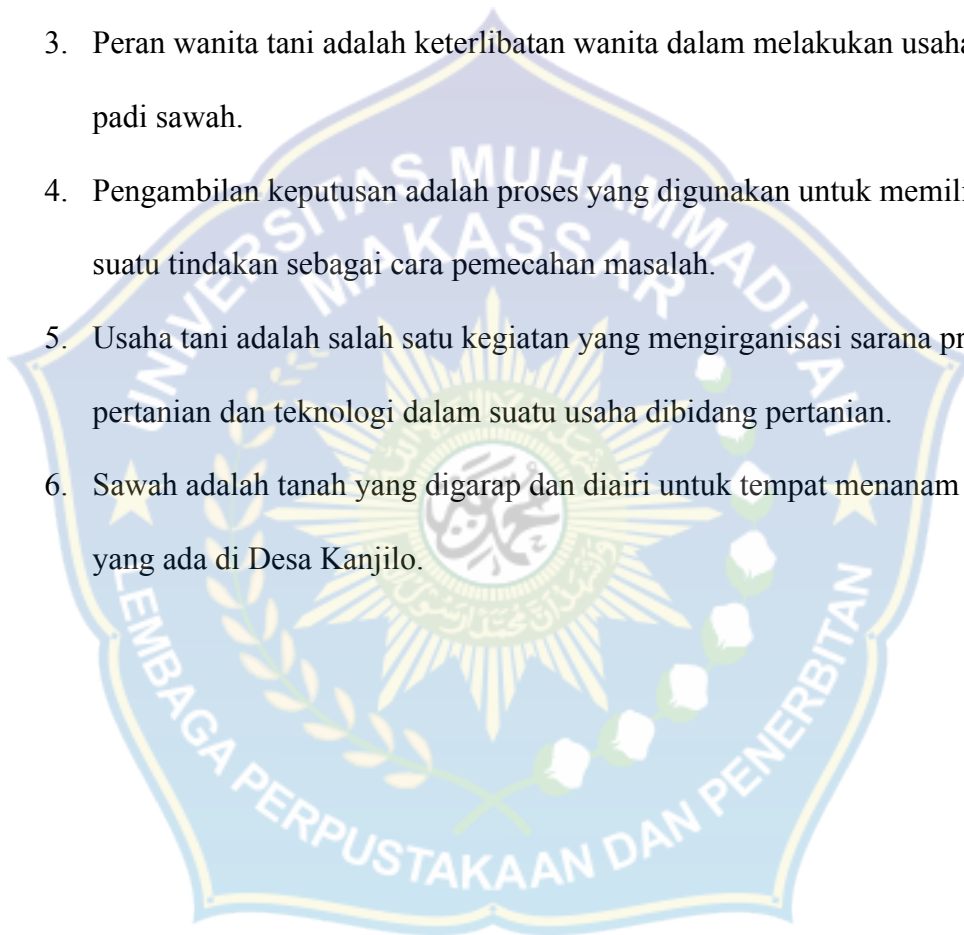 3. Peran wanita tani adalah keterlibatan wanita dalam melakukan usaha
padi sawah.
4. Pengambilan keputusan adalah proses yang digunakan untuk
suatu tindakan sebagai cara pemecahan masalah.
5. Usaha tani adalah salah satu kegiatan yang mengirganisasi sarana
pertanian dan teknologi dalam suatu usaha dibidang pertanian.
6. Sawah adalah tanah yang digarap dan diairi untuk tempat menanam
yang ada di Desa Kanjilo.
UNIVERSITAS MUHAMMADIYAH
MAKASSAR
LEMBAGA PERPUSTAKAAN DAN PENERBITAN